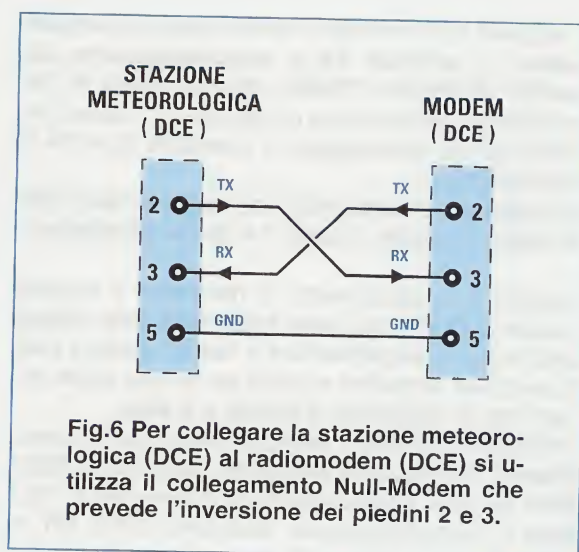 STAZIONE
METEOROLOGICA
( DCE )
MODEM
( DCE )
2 TX TX 2
3 RX RX 3
5 GND GND 5
Fig.6 Per collegare la stazione meteoro-
logica (DCE) al radiomodem (DCE) si u-
tilizza il collegamento Null-Modem che
prevede l'inversione dei piedini 2 e 3.